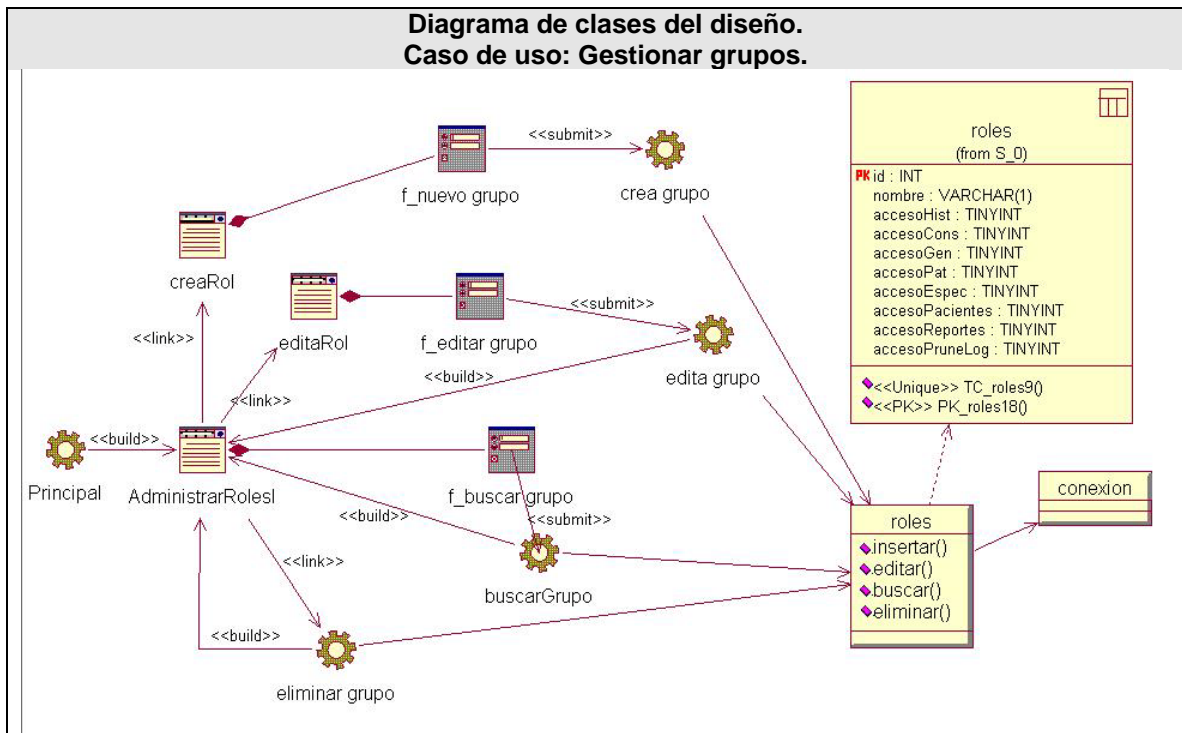 Diagrama de clases del diseño.
Caso de uso: Gestionar grupos.
<<submit>>
f_nuevo grupo
crea grupo
creaRol
<<link>>
editaRol
<<link>>
f_editar grupo
<<submit>>
edita grupo
<<build>>
<<build>>
Principal
AdministrarRolesI
f_buscar grupo
<<submit>>
<<build>>
buscarGrupo
<<link>>
<<build>>
eliminar grupo
roles
(from S_0)
PK id : INT
nombre : VARCHAR(1)
accesoHist : TINYINT
accesoCons : TINYINT
accesoGen : TINYINT
accesoPat : TINYINT
accesoEspec : TINYINT
accesoPacientes : TINYINT
accesoReportes : TINYINT
accesoPruneLog : TINYINT
<<Unique>> TC_roles9()
<<PK>> PK_roles18()
conexion
roles
insertar()
editar()
buscar()
eliminar()